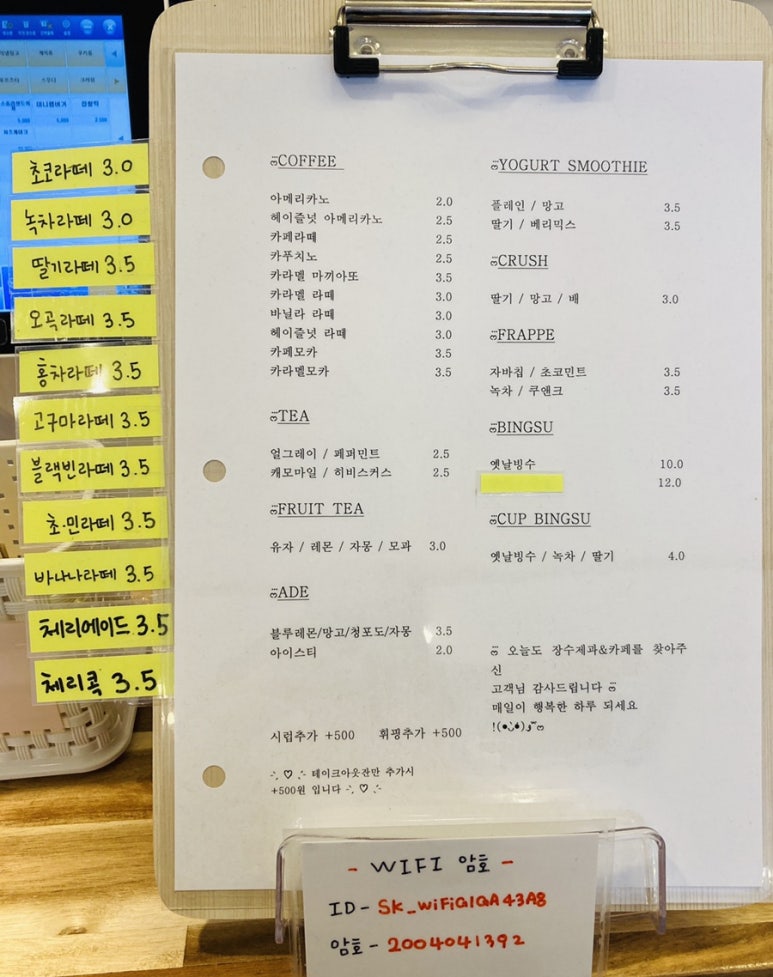 초코라떼 3.0
녹차라떼 3.0
딸기라떼 3.5
오곡라떼 3.5
홍차라떼 3.5
고구마라떼 3.5
블랙빈라떼 3.5
초.민라떼 3.5
바나나라떼 3.5
체리에이드 3.5
체리콕 3.5
COFFEE
아메리카노 2.0
헤이즐넛 아메리카노 2.5
카페라떼 2.5
카푸치노 2.5
카라멜 마끼아또 3.5
카라멜 라떼 3.0
바닐라 라떼 3.0
헤이즐넛 라떼 3.0
카페모카 3.5
카라멜모카 3.5
TEA
얼그레이 / 페퍼민트 2.5
캐모마일 / 히비스커스 2.5
FRUIT TEA
유자 / 레몬 / 자몽 / 모과 3.0
ADE
블루레몬/망고/청포도/자몽 3.5
아이스티 2.0
시럽추가 +500 휘핑추가 +500
테이크아웃잔만 추가시
+500원 입니다
YOGURT SMOOTHIE
플레인 / 망고 3.5
딸기 / 베리믹스 3.5
CRUSH
딸기 / 망고 / 배 3.0
FRAPPE
자바칩 / 초코민트 3.5
녹차 / 쿠앤크 3.5
BINGSU
옛날빙수 10.0
12.0
CUP BINGSU
옛날빙수 / 녹차 / 딸기 4.0
오늘도 장수제과&카페를 찾아주
신
고객님 감사드립니다
매일이 행복한 하루 되세요
- WIFI 암호 -
ID - SK_WiFiGIQA43A8
암호 - 2004041392